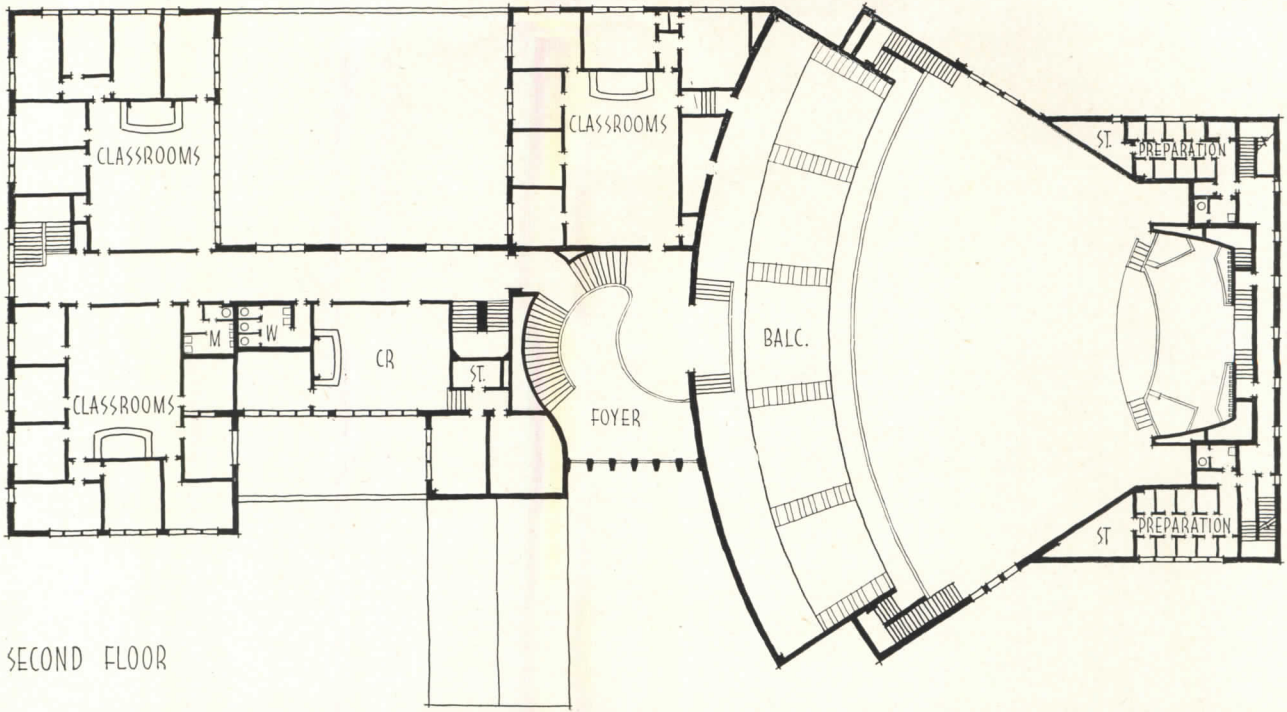 CLASSROOMS
CLASSROOMS
ST.
PREPARATION
M
W
CR
ST.
BALC.
CLASSROOMS
FOYER
ST
PREPARATION
SECOND FLOOR